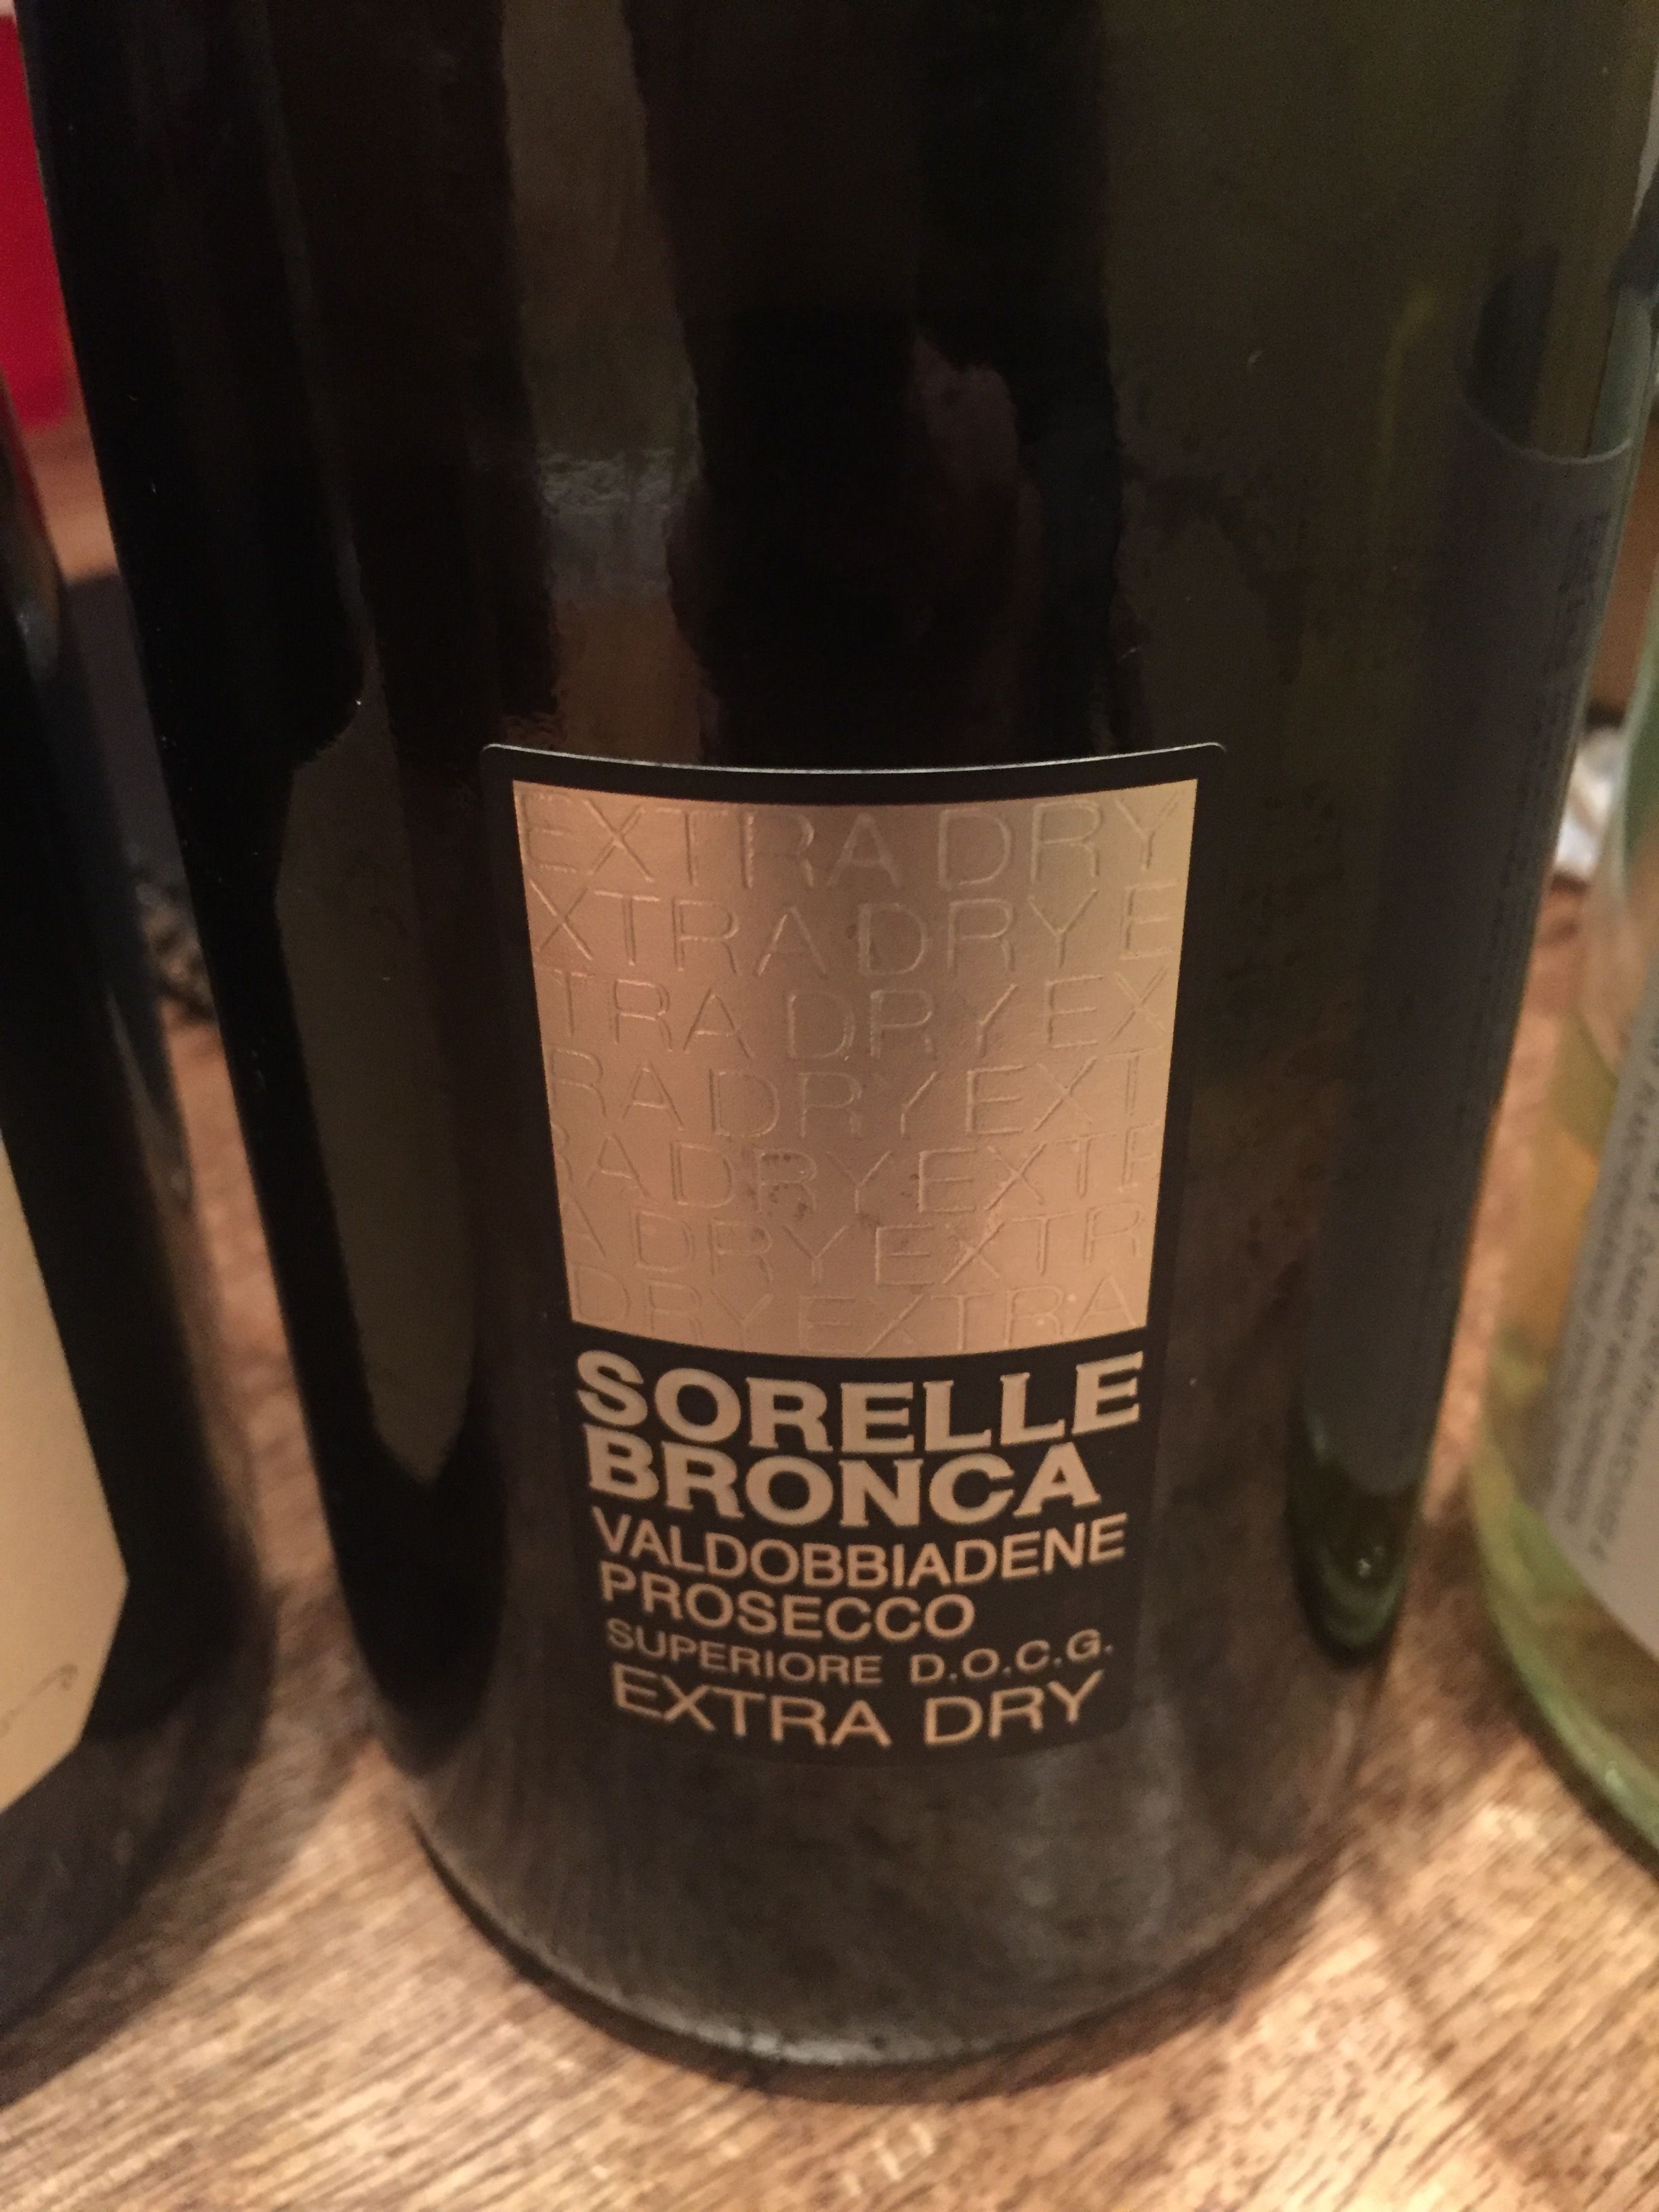 EXTRA DRY
XTRA DRY E
TRA DRY EX
RA DRY EXT
RA DRY EXTR
A DRY EXTR
DRY EXTRA
SORELLE
BRONCA
VALDOBBIADENE
PROSECCO
SUPERIORE D.O.C.G.
EXTRA DRY